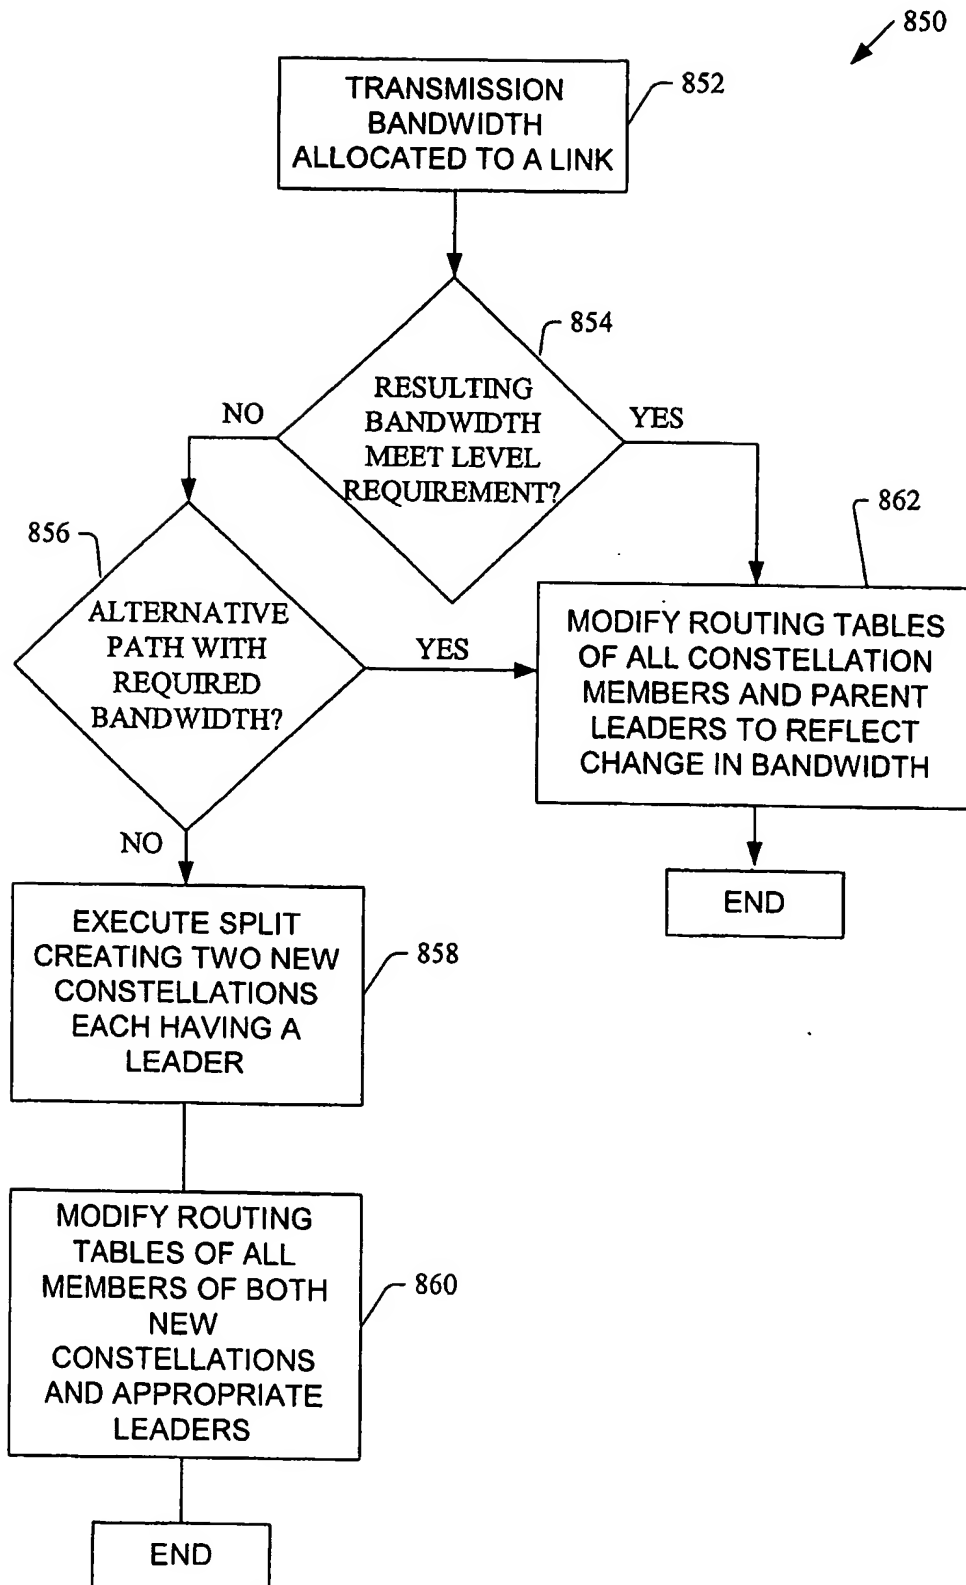 850
TRANSMISSION
BANDWIDTH
ALLOCATED TO A LINK
852
RESULTING
BANDWIDTH
MEET LEVEL
REQUIREMENT?
854
NO
YES
856
ALTERNATIVE
PATH WITH
REQUIRED
BANDWIDTH?
YES
862
MODIFY ROUTING TABLES
OF ALL CONSTELLATION
MEMBERS AND PARENT
LEADERS TO REFLECT
CHANGE IN BANDWIDTH
END
NO
EXECUTE SPLIT
CREATING TWO NEW
CONSTELLATIONS
EACH HAVING A
LEADER
858
MODIFY ROUTING
TABLES OF ALL
MEMBERS OF BOTH
NEW
CONSTELLATIONS
AND APPROPRIATE
LEADERS
860
END